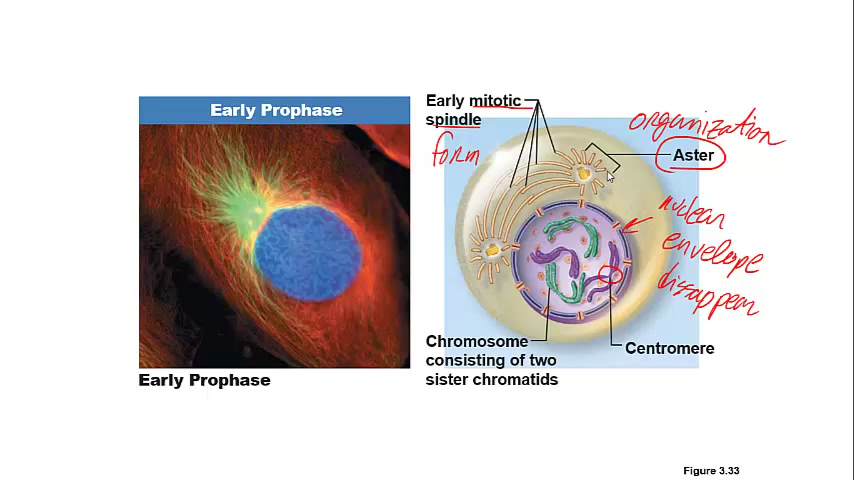 Early Prophase
Early Prophase
Early mitotic
spindle
form
organization
Aster
nuclear
envelope
disappear
Chromosome
consisting of two
sister chromatids
Centromere
Figure 3.33